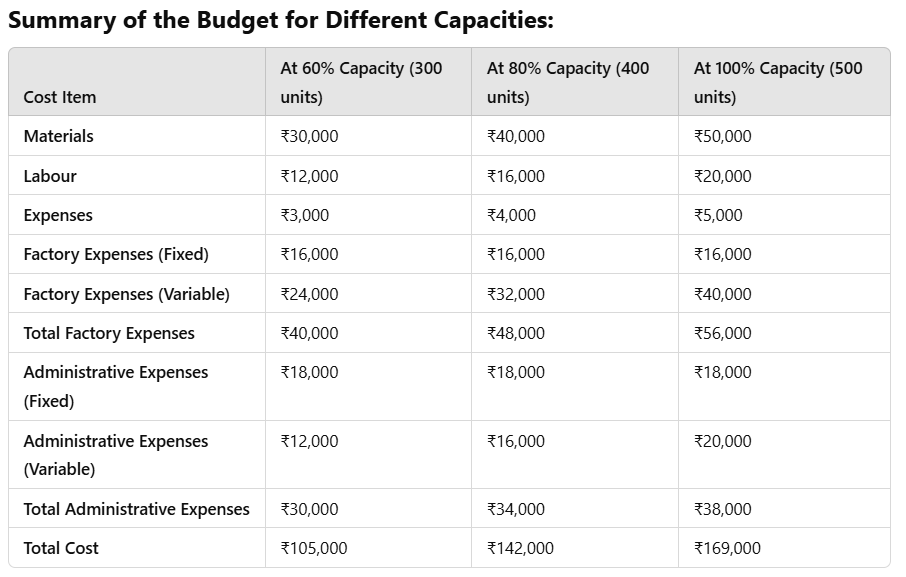 Summary of the Budget for Different Capacities:
Cost Item | At 60% Capacity (300 units) | At 80% Capacity (400 units) | At 100% Capacity (500 units)
Materials | ₹30,000 | ₹40,000 | ₹50,000
Labour | ₹12,000 | ₹16,000 | ₹20,000
Expenses | ₹3,000 | ₹4,000 | ₹5,000
Factory Expenses (Fixed) | ₹16,000 | ₹16,000 | ₹16,000
Factory Expenses (Variable) | ₹24,000 | ₹32,000 | ₹40,000
Total Factory Expenses | ₹40,000 | ₹48,000 | ₹56,000
Administrative Expenses (Fixed) | ₹18,000 | ₹18,000 | ₹18,000
Administrative Expenses (Variable) | ₹12,000 | ₹16,000 | ₹20,000
Total Administrative Expenses | ₹30,000 | ₹34,000 | ₹38,000
Total Cost | ₹105,000 | ₹142,000 | ₹169,000